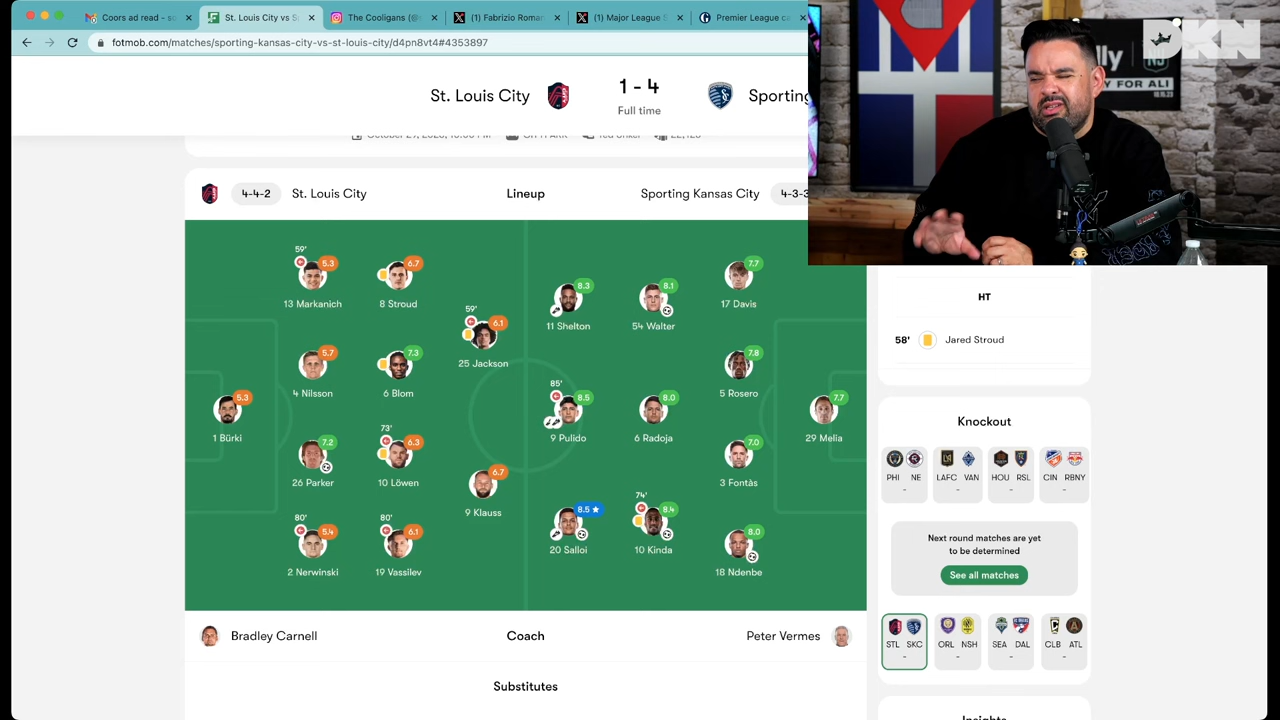 Coors ad read - so
St. Louis City vs Sp
The Cooligans (@
(1) Fabrizio Roman
(1) Major League S
Premier League ca
fotmob.com/matches/sporting-kansas-city-vs-st-louis-city/d4pn8vt4#4353897
DKN
lly
Y FOR ALI
St. Louis City
1 - 4
Sporting
Full time
4-4-2
St. Louis City
Lineup
Sporting Kansas City
4-3-3
59'
5.3
13 Markanich
6.7
8 Stroud
59'
6.1
25 Jackson
8.3
11 Shelton
8.1
54 Walter
7.7
17 Davis
5.7
4 Nilsson
7.3
6 Blom
5.3
1 Bürki
85'
8.5
9 Pulido
8.0
6 Radoja
7.8
5 Rosero
7.7
29 Melia
7.2
26 Parker
73'
6.3
10 Löwen
6.7
9 Klauss
7.0
3 Fontàs
80'
5.4
2 Nerwinski
80'
6.1
19 Vassilev
8.5
20 Salloi
74'
8.4
10 Kinda
8.0
18 Ndenbe
Bradley Carnell
Coach
Peter Vermes
Substitutes
HT
58'
Jared Stroud
Knockout
PHI NE
LAFC VAN
HOU RSL
CIN RBNY
-
-
-
-
Next round matches are yet
to be determined
See all matches
STL SKC
ORL NSH
SEA DAL
CLB ATL
-
-
-
-
Insights